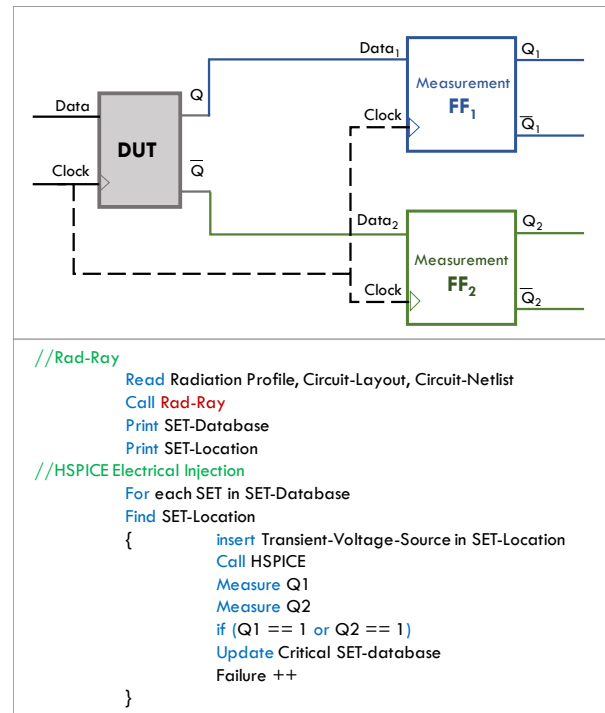 Data₁
Q₁
Measurement
FF₁
Q
Data
Clock
Q̅₁
DUT
Clock
Q̅
Data₂
Q₂
Measurement
FF₂
Clock
Q̅₂
//Rad-Ray
Read Radiation Profile, Circuit-Layout, Circuit-Netlist
Call Rad-Ray
Print SET-Database
Print SET-Location
//HSPICE Electrical Injection
For each SET in SET-Database
Find SET-Location
{ insert Transient-Voltage-Source in SET-Location
Call HSPICE
Measure Q1
Measure Q2
if (Q1 == 1 or Q2 == 1)
Update Critical SET-database
Failure ++
}